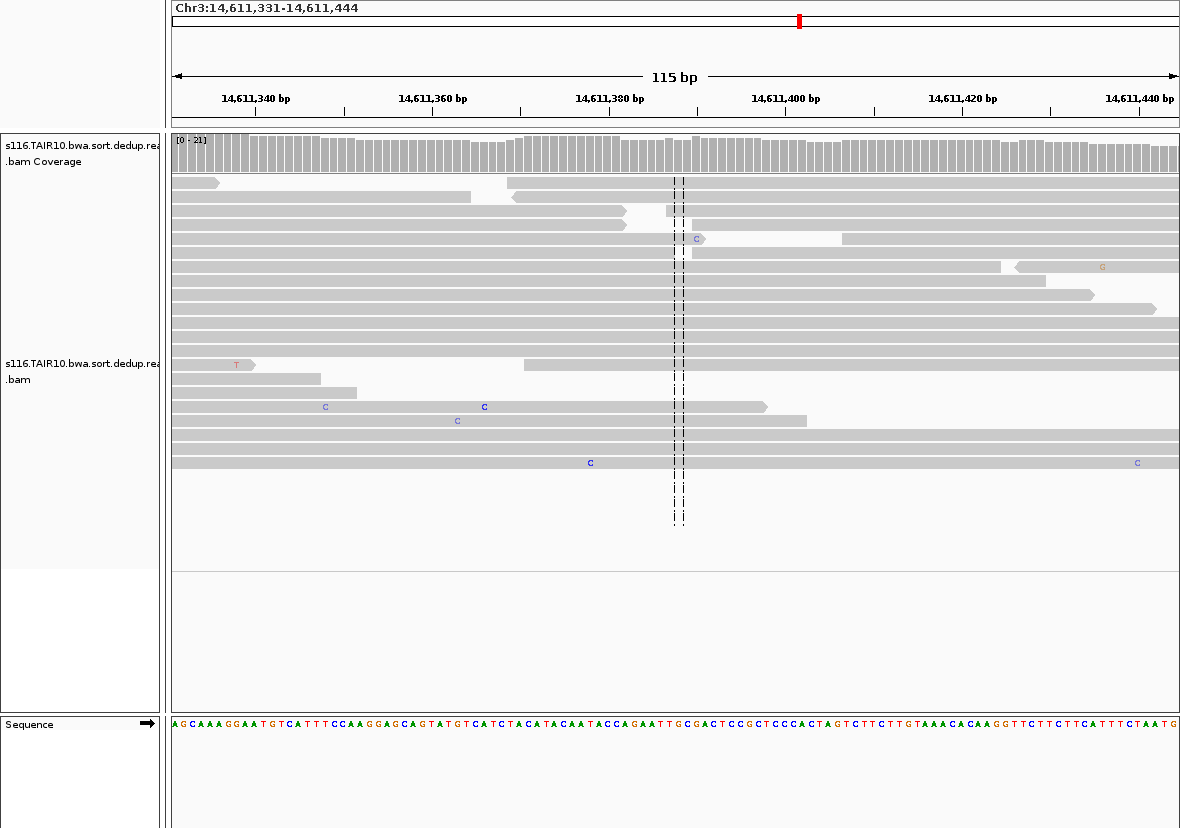 Chr3:14,611,331-14,611,444
115 bp
14,611,340 bp 14,611,360 bp 14,611,380 bp 14,611,400 bp 14,611,420 bp 14,611,440 bp
s116.TAIR10.bwa.sort.dedup.rea
.bam Coverage
[0 - 21]
C
G
s116.TAIR10.bwa.sort.dedup.rea
.bam
T
C C
C
C C
Sequence
A G C A A A G G A A T G T C A T T T C C A A G G A G C A G T A T G T C A T C T A C A T A C A A T A C C A G A A T T G C G A C T C C G C T C C C A C T A G T C T T C T T G T A A A C A C A A G G T T C T T C T T C A T T T C T A A T G